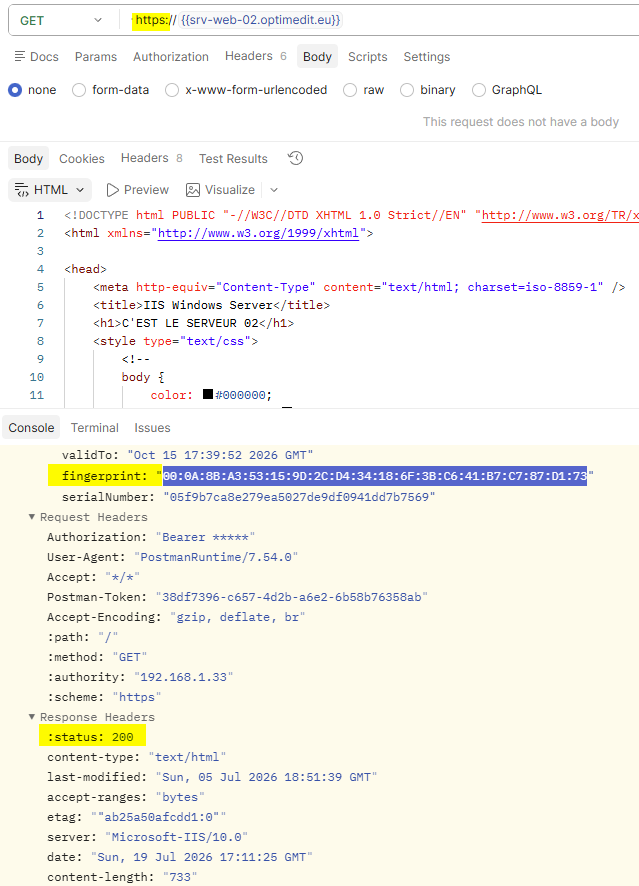 GET https:// {{srv-web-02.optimedit.eu}}
Docs Params Authorization Headers 6 Body Scripts Settings
none form-data x-www-form-urlencoded raw binary GraphQL
This request does not have a body
Body Cookies Headers 8 Test Results
HTML Preview Visualize
1 <!DOCTYPE html PUBLIC "-//W3C//DTD XHTML 1.0 Strict//EN" "http://www.w3.org/TR/x
2 <html xmlns="http://www.w3.org/1999/xhtml">
3
4 <head>
5 <meta http-equiv="Content-Type" content="text/html; charset=iso-8859-1" />
6 <title>IIS Windows Server</title>
7 <h1>C'EST LE SERVEUR 02</h1>
8 <style type="text/css">
9 <!--
10 body {
11 color: #000000;
Console Terminal Issues
validTo: "Oct 15 17:39:52 2026 GMT"
fingerprint: "00:0A:8B:A3:53:15:9D:2C:D4:34:18:6F:3B:C6:41:B7:C7:87:D1:73"
serialNumber: "05f9b7ca8e279ea5027de9df0941dd7b7569"
Request Headers
Authorization: "Bearer *****"
User-Agent: "PostmanRuntime/7.54.0"
Accept: "*/*"
Postman-Token: "38df7396-c657-4d2b-a6e2-6b58b76358ab"
Accept-Encoding: "gzip, deflate, br"
:path: "/"
:method: "GET"
:authority: "192.168.1.33"
:scheme: "https"
Response Headers
:status: 200
content-type: "text/html"
last-modified: "Sun, 05 Jul 2026 18:51:39 GMT"
accept-ranges: "bytes"
etag: ""ab25a50afcdd1:0""
server: "Microsoft-IIS/10.0"
date: "Sun, 19 Jul 2026 17:11:25 GMT"
content-length: "733"